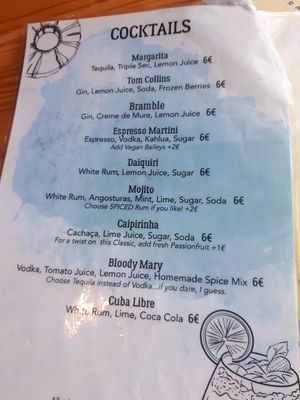 COCKTAILS
Margarita
Tequila, Triple Sec, Lemon Juice 6€
Tom Collins
Gin, Lemon Juice, Soda, Frozen Berries 6€
Bramble
Gin, Creme de Mure, Lemon Juice 6€
Espresso Martini
Espresso, Vodka, Kahlua, Sugar 6€
Add Vegan Baileys +2€
Daiquiri
White Rum, Lemon Juice, Sugar 6€
Mojito
White Rum, Angosturas, Mint, Lime, Sugar, Soda 6€
Choose SPICED Rum if you like! +2€
Caipirinha
Cachaça, Lime Juice, Sugar, Soda 6€
For a twist on this Classic, add fresh Passionfruit +1€
Bloody Mary
Vodka, Tomato Juice, Lemon Juice, Homemade Spice Mix 6€
Choose Tequila instead of Vodka...if you dare, I guess.
Cuba Libre
White Rum, Lime, Coca Cola 6€